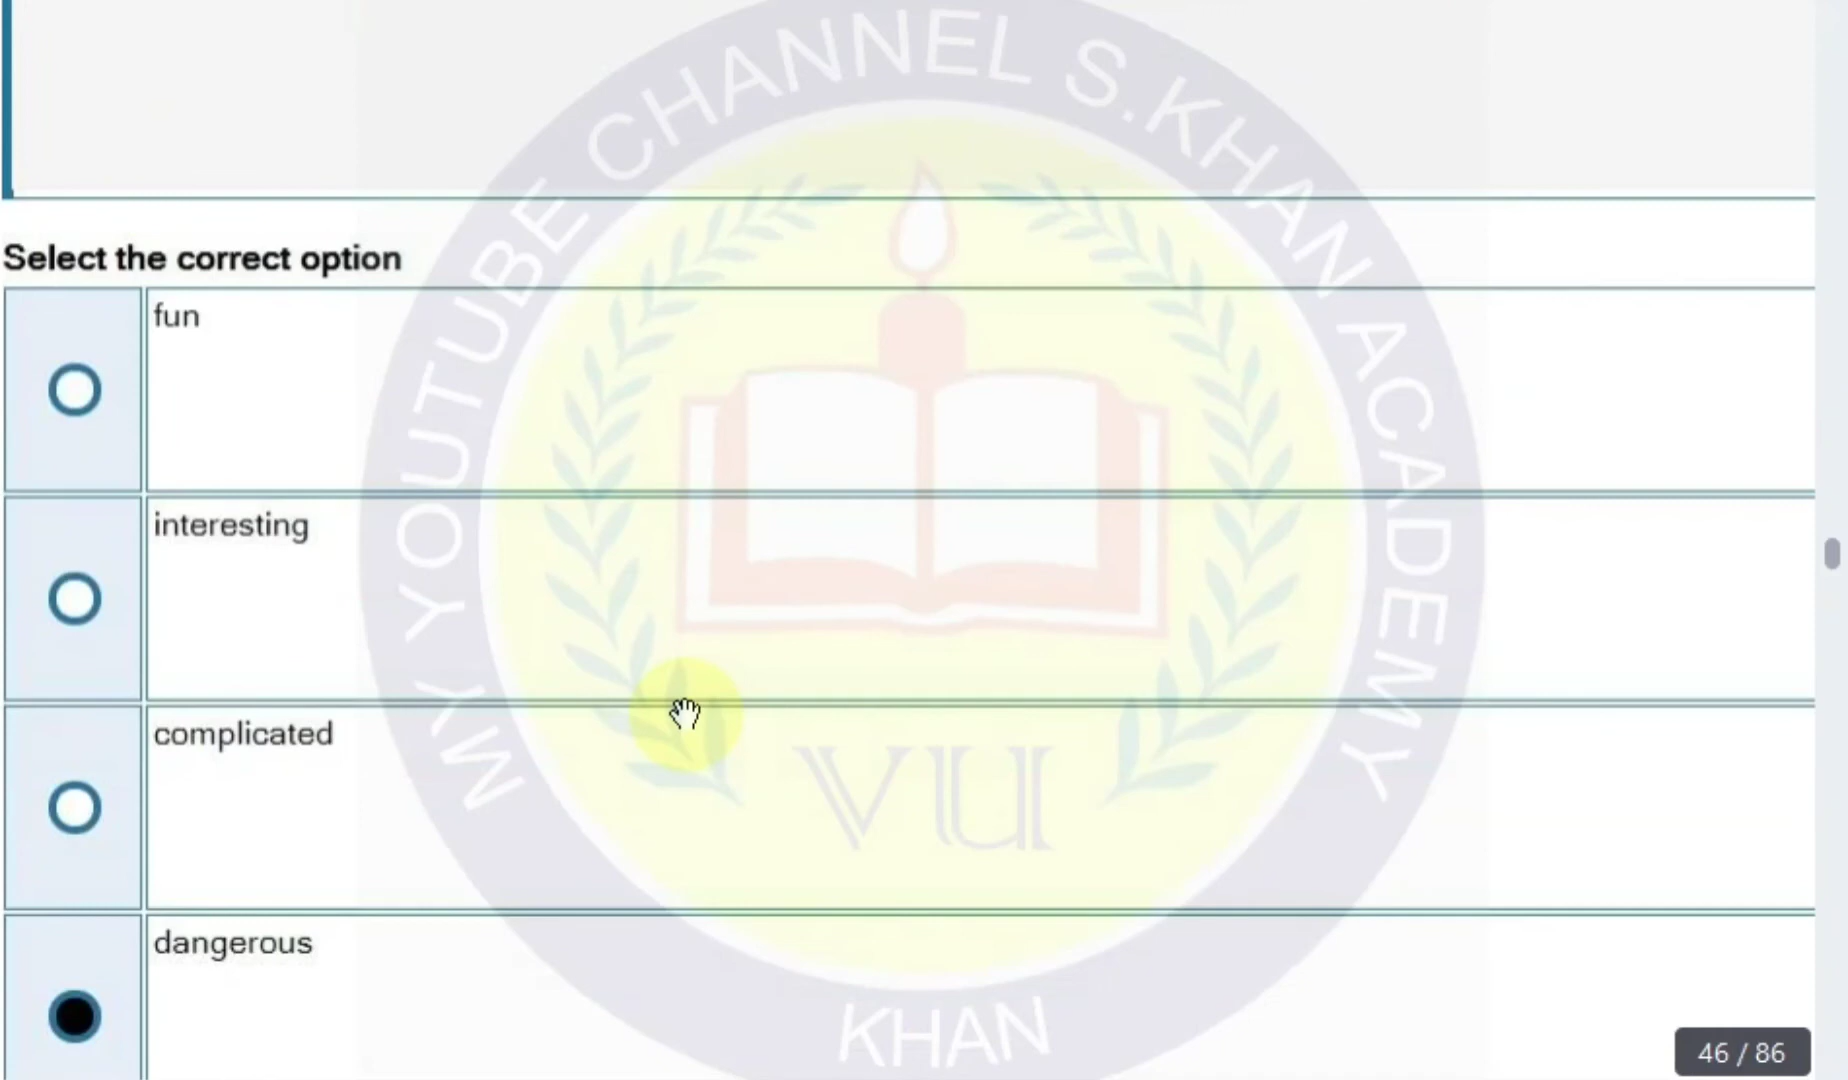 MY YOUTUBE CHANNEL S.KHAN ACADEMY
Select the correct option
fun
interesting
complicated
VU
dangerous
KHAN
46 / 86